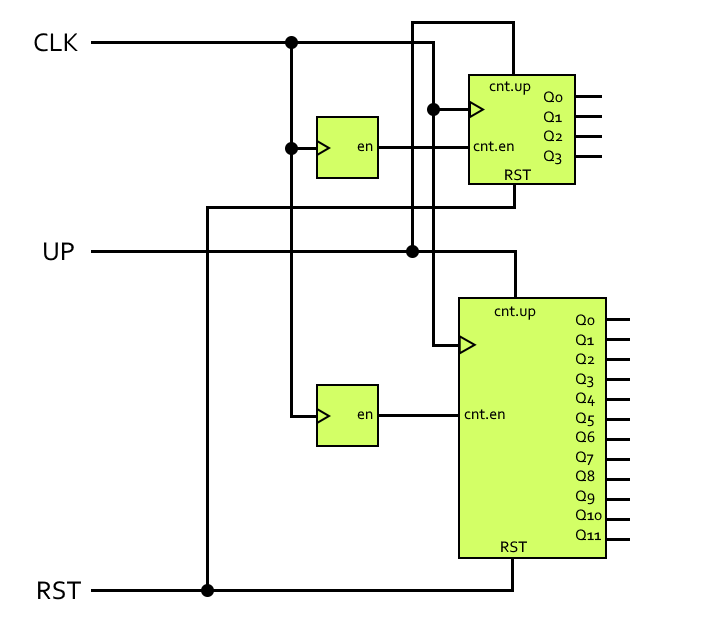 CLK
cnt.up
Q0
Q1
Q2
Q3
en
cnt.en
RST
UP
cnt.up
Q0
Q1
Q2
Q3
Q4
Q5
Q6
Q7
Q8
Q9
Q10
Q11
en
cnt.en
RST
RST